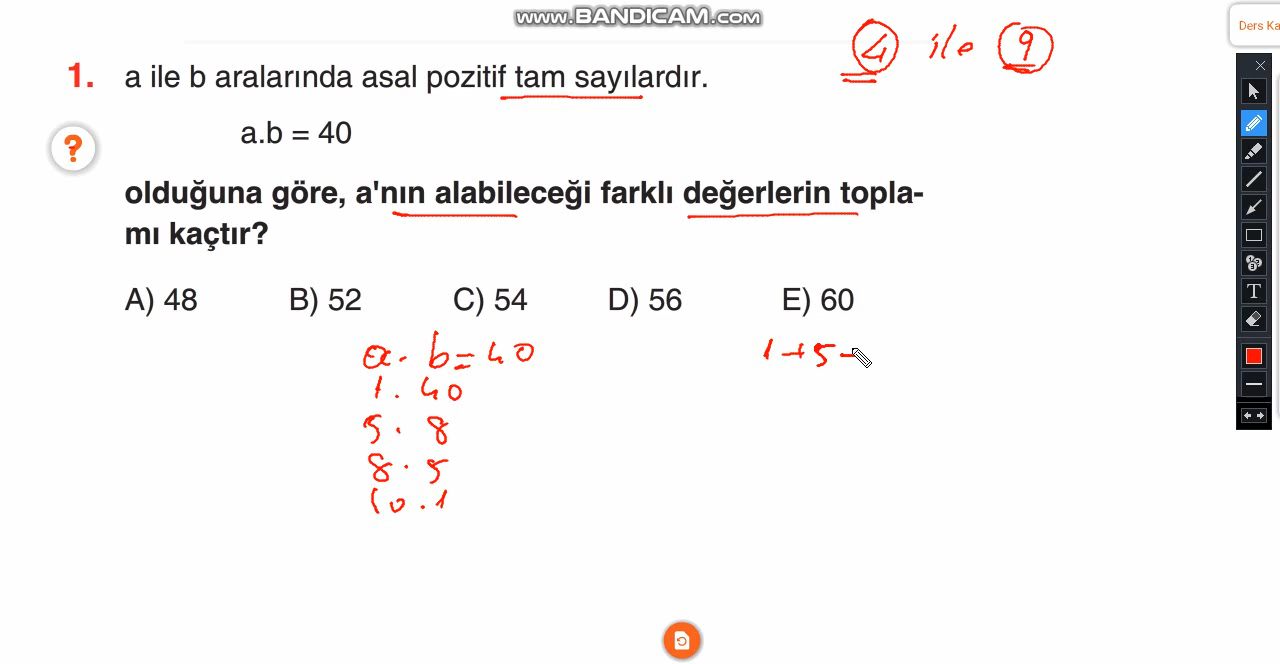 www.BANDICAM.com
4 ile 9
Ders Ka
1. a ile b aralarında asal pozitif tam sayılardır.
a.b = 40
?
olduğuna göre, a'nın alabileceği farklı değerlerin topla-
mı kaçtır?
A) 48 B) 52 C) 54 D) 56 E) 60
a. b = 40
1 + 5 -
1 . 40
5 . 8
8 . 5
40 . 1
T